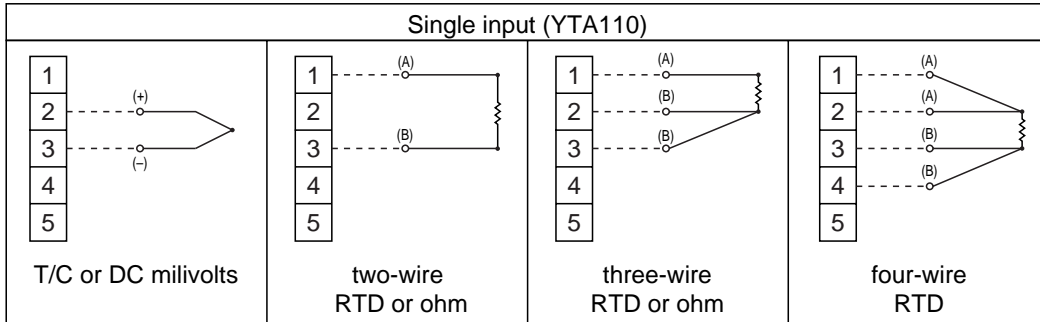 Single input (YTA110)
1
2
3
4
5
(+)
(–)
T/C or DC milivolts
1
2
3
4
5
(A)
(B)
two-wire
RTD or ohm
1
2
3
4
5
(A)
(B)
(B)
three-wire
RTD or ohm
1
2
3
4
5
(A)
(A)
(B)
(B)
four-wire
RTD